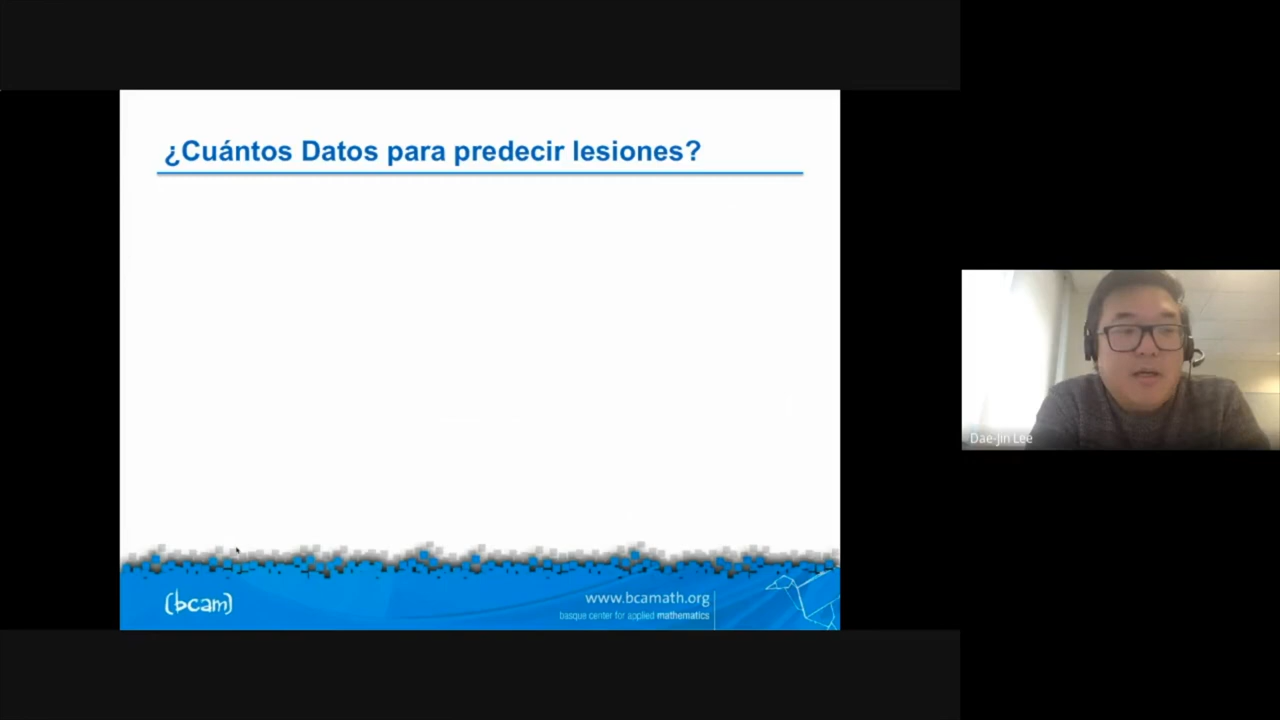 ¿Cuántos Datos para predecir lesiones?
Dae-Jin Lee
(bcam)
www.bcamath.org
basque center for applied mathematics